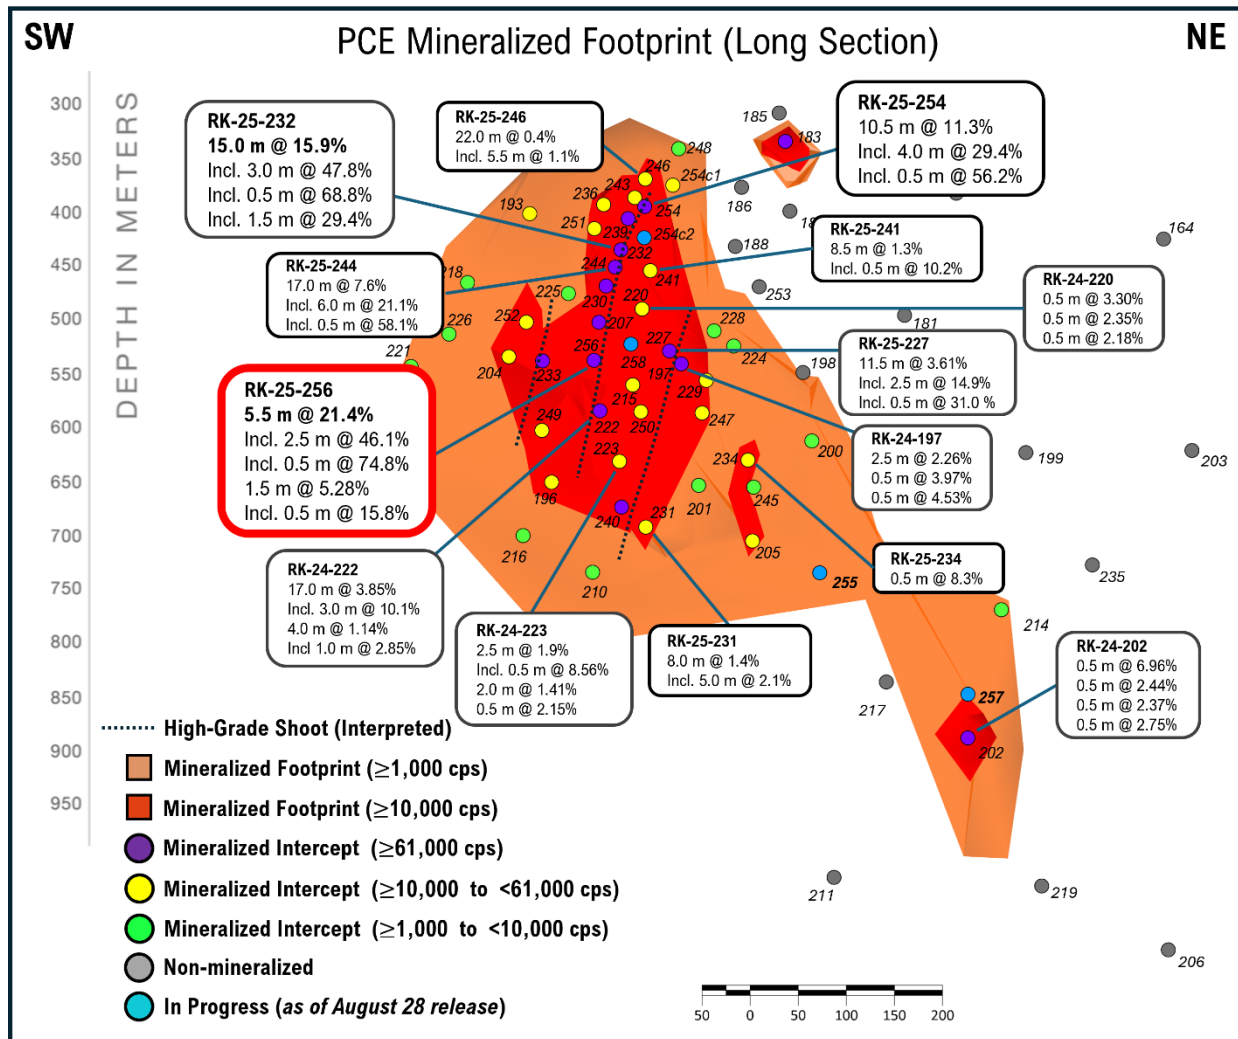 SW
PCE Mineralized Footprint (Long Section)
NE
DEPTH IN METERS
300
350
400
450
500
550
600
650
700
750
800
850
900
950
RK-25-232
15.0 m @ 15.9%
Incl. 3.0 m @ 47.8%
Incl. 0.5 m @ 68.8%
Incl. 1.5 m @ 29.4%
RK-25-246
22.0 m @ 0.4%
Incl. 5.5 m @ 1.1%
RK-25-254
10.5 m @ 11.3%
Incl. 4.0 m @ 29.4%
Incl. 0.5 m @ 56.2%
RK-25-244
17.0 m @ 7.6%
Incl. 6.0 m @ 21.1%
Incl. 0.5 m @ 58.1%
RK-25-241
8.5 m @ 1.3%
Incl. 0.5 m @ 10.2%
RK-24-220
0.5 m @ 3.30%
0.5 m @ 2.35%
0.5 m @ 2.18%
RK-25-227
11.5 m @ 3.61%
Incl. 2.5 m @ 14.9%
Incl. 0.5 m @ 31.0 %
RK-25-256
5.5 m @ 21.4%
Incl. 2.5 m @ 46.1%
Incl. 0.5 m @ 74.8%
1.5 m @ 5.28%
Incl. 0.5 m @ 15.8%
RK-24-197
2.5 m @ 2.26%
0.5 m @ 3.97%
0.5 m @ 4.53%
RK-25-234
0.5 m @ 8.3%
RK-24-222
17.0 m @ 3.85%
Incl. 3.0 m @ 10.1%
4.0 m @ 1.14%
Incl 1.0 m @ 2.85%
RK-24-223
2.5 m @ 1.9%
Incl. 0.5 m @ 8.56%
2.0 m @ 1.41%
0.5 m @ 2.15%
RK-25-231
8.0 m @ 1.4%
Incl. 5.0 m @ 2.1%
RK-24-202
0.5 m @ 6.96%
0.5 m @ 2.44%
0.5 m @ 2.37%
0.5 m @ 2.75%
185
183
248
246
254c1
243
236
193
186
254
251
239
254c2
188
164
232
244
241
218
253
225
230
220
181
226
252
207
228
227
224
221
256
258
198
204
233
197
229
215
249
222
250
247
223
234
200
199
203
196
201
245
240
231
216
205
210
255
235
214
217
257
202
211
219
206
High-Grade Shoot (Interpreted)
Mineralized Footprint (≥1,000 cps)
Mineralized Footprint (≥10,000 cps)
Mineralized Intercept (≥61,000 cps)
Mineralized Intercept (≥10,000 to <61,000 cps)
Mineralized Intercept (≥1,000 to <10,000 cps)
Non-mineralized
In Progress (as of August 28 release)
50 0 50 100 150 200